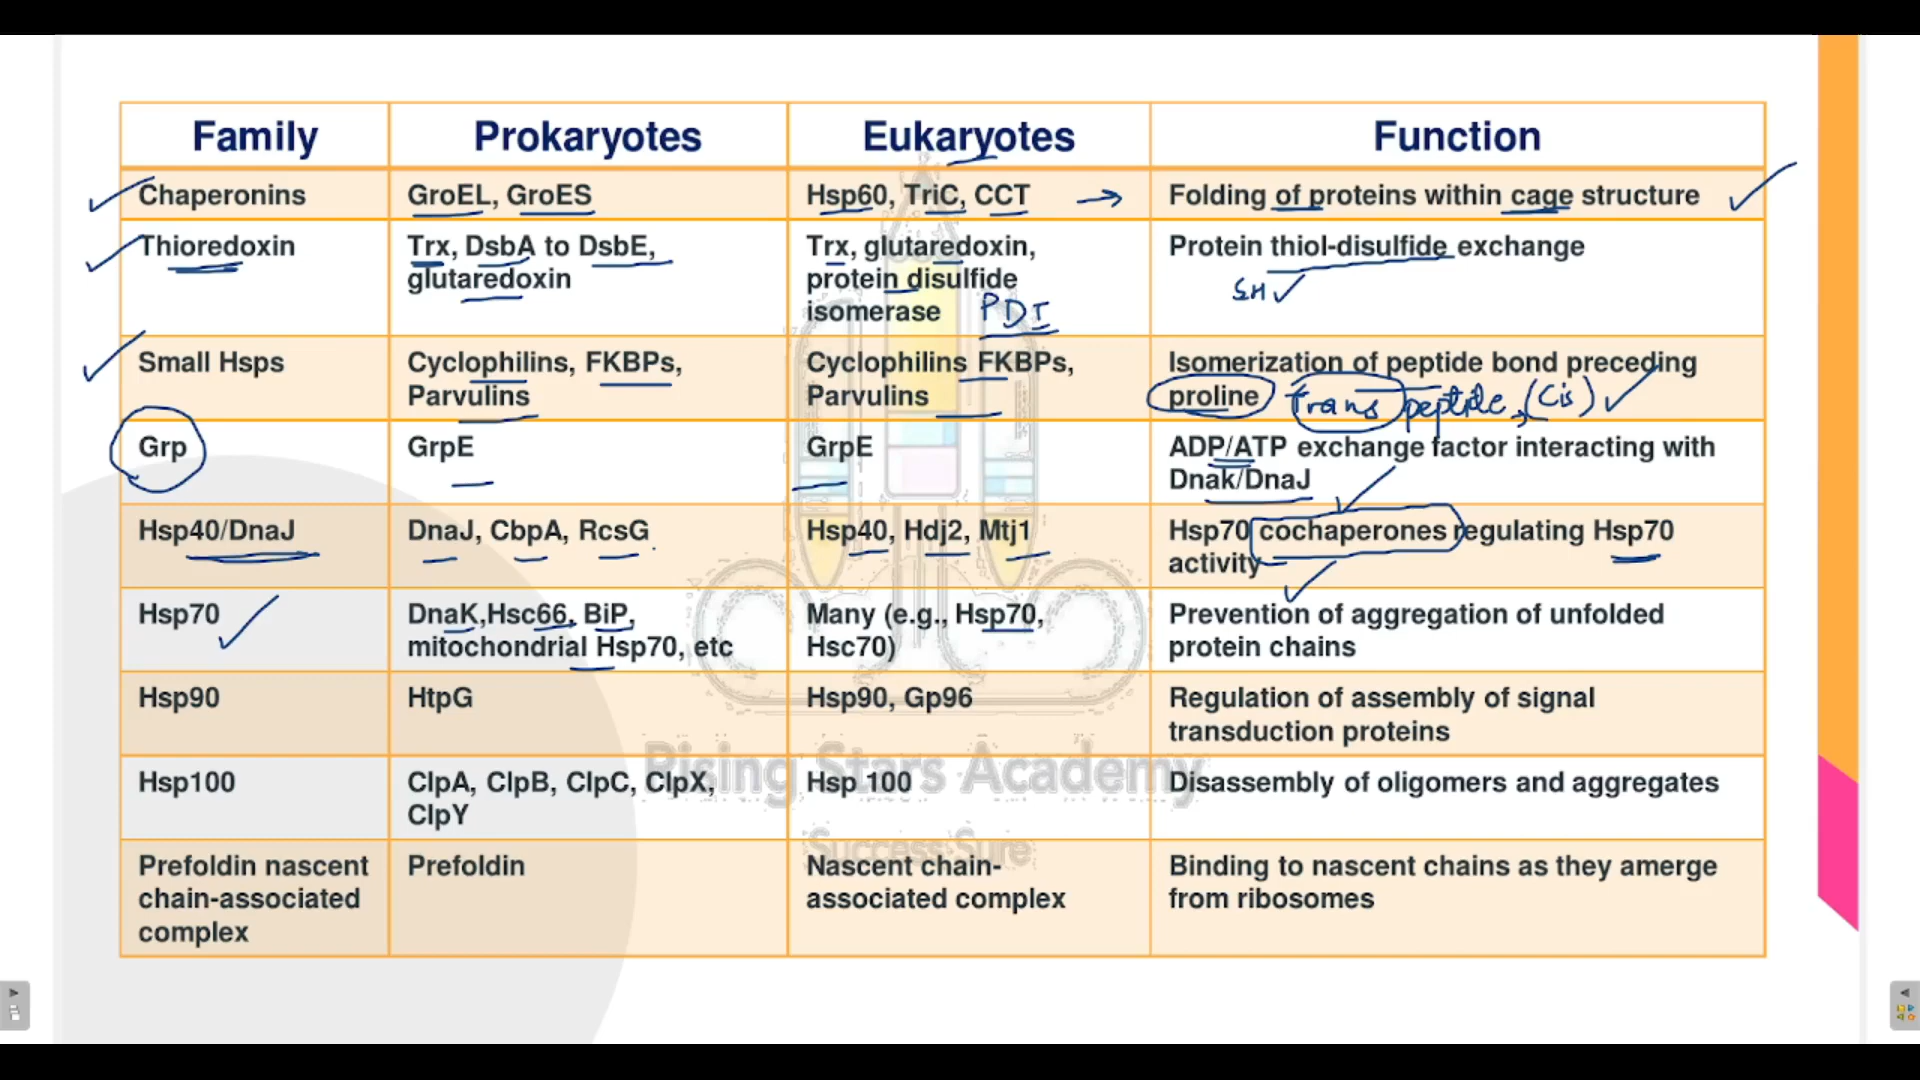 Family Prokaryotes Eukaryotes Function
Chaperonins GroEL, GroES Hsp60, TriC, CCT → Folding of proteins within cage structure
Thioredoxin Trx, DsbA to DsbE, Trx, glutaredoxin, Protein thiol-disulfide exchange
glutaredoxin protein disulfide SH
isomerase PDI
Small Hsps Cyclophilins, FKBPs, Cyclophilins FKBPs, Isomerization of peptide bond preceding
Parvulins Parvulins proline trans peptide, (cis)
Grp GrpE GrpE ADP/ATP exchange factor interacting with
Dnak/DnaJ
Hsp40/DnaJ DnaJ, CbpA, RcsG Hsp40, Hdj2, Mtj1 Hsp70 cochaperones regulating Hsp70
activity
Hsp70 DnaK,Hsc66, BiP, Many (e.g., Hsp70, Prevention of aggregation of unfolded
mitochondrial Hsp70, etc Hsc70) protein chains
Hsp90 HtpG Hsp90, Gp96 Regulation of assembly of signal
transduction proteins
Rising Stars Academy
Hsp100 ClpA, ClpB, ClpC, ClpX, Hsp 100 Disassembly of oligomers and aggregates
ClpY
Success Sure
Prefoldin nascent Prefoldin Nascent chain- Binding to nascent chains as they amerge
chain-associated associated complex from ribosomes
complex